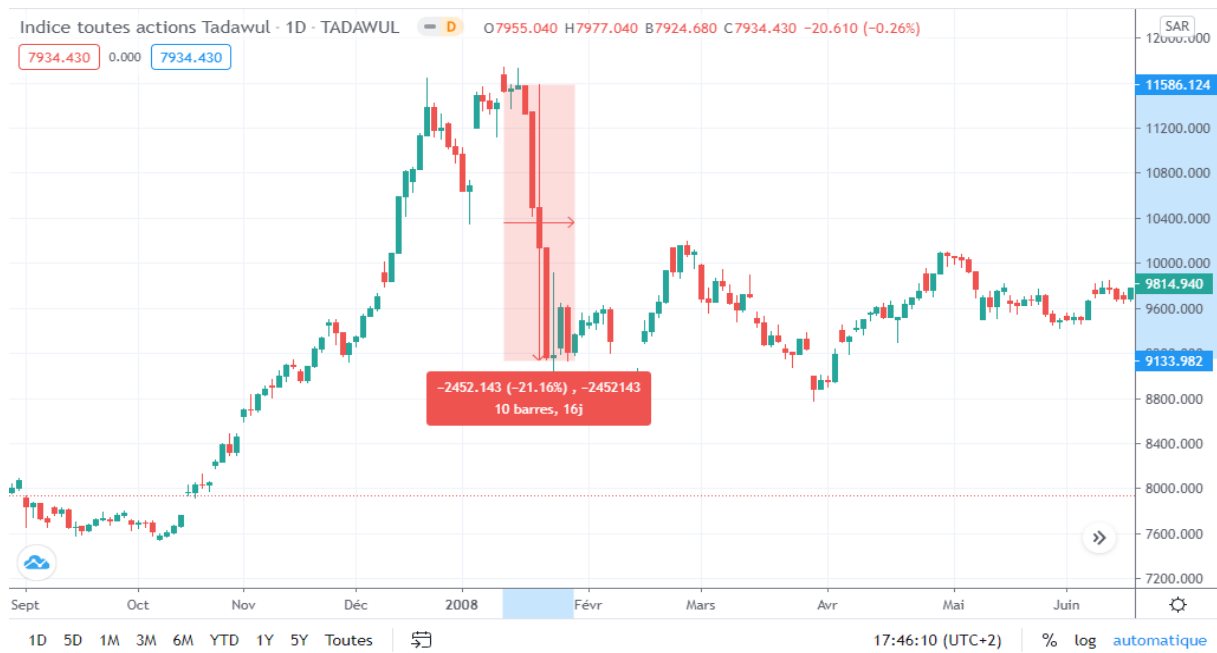 Indice toutes actions Tadawul · 1D · TADAWUL D O7955.040 H7977.040 B7924.680 C7934.430 −20.610 (−0.26%)
7934.430 0.000 7934.430
SAR
12000.000
11586.124
11200.000
10800.000
10400.000
10000.000
9814.940
9600.000
9200.000
9133.982
8800.000
8400.000
8000.000
7600.000
7200.000
−2452.143 (−21.16%) , −2452143
10 barres, 16j
Sept Oct Nov Déc 2008 Févr Mars Avr Mai Juin
1D 5D 1M 3M 6M YTD 1Y 5Y Toutes 17:46:10 (UTC+2) % log automatique